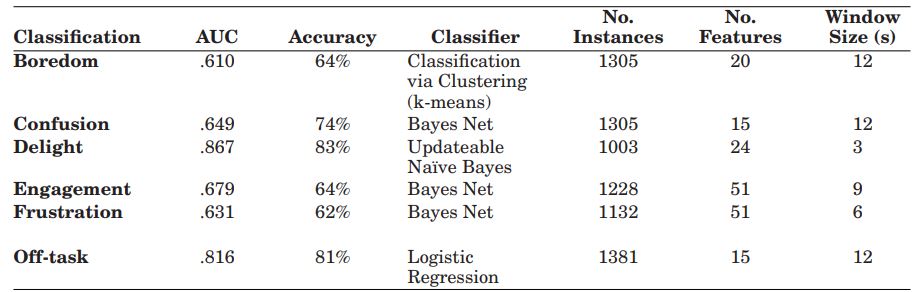 No. No. Window
Classification AUC Accuracy Classifier Instances Features Size (s)
Boredom .610 64% Classification 1305 20 12
via Clustering
(k-means)
Confusion .649 74% Bayes Net 1305 15 12
Delight .867 83% Updateable 1003 24 3
Naïve Bayes
Engagement .679 64% Bayes Net 1228 51 9
Frustration .631 62% Bayes Net 1132 51 6
Off-task .816 81% Logistic 1381 15 12
Regression